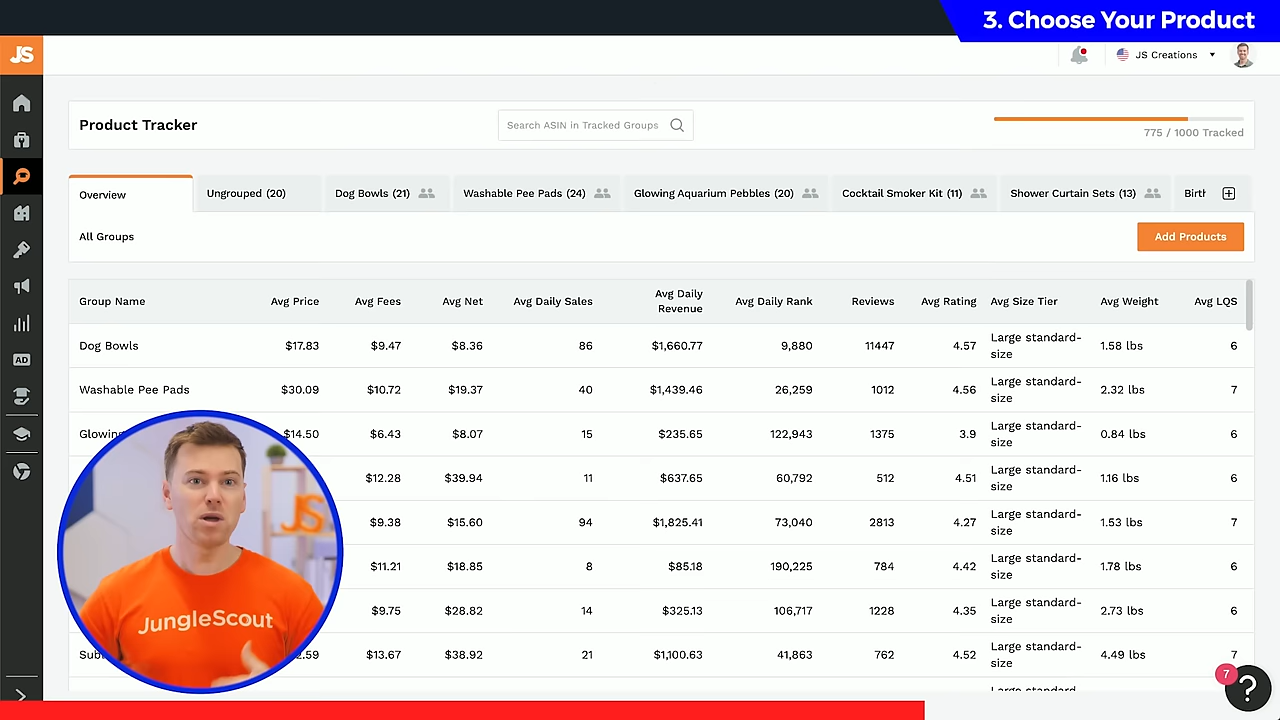 3. Choose Your Product
JS
JS Creations
Product Tracker
Search ASIN in Tracked Groups
775 / 1000 Tracked
Overview
Ungrouped (20)
Dog Bowls (21)
Washable Pee Pads (24)
Glowing Aquarium Pebbles (20)
Cocktail Smoker Kit (11)
Shower Curtain Sets (13)
Birt
All Groups
Add Products
Group Name Avg Price Avg Fees Avg Net Avg Daily Sales Avg Daily Revenue Avg Daily Rank Reviews Avg Rating Avg Size Tier Avg Weight Avg LQS
Dog Bowls $17.83 $9.47 $8.36 86 $1,660.77 9,880 11447 4.57 Large standard-size 1.58 lbs 6
Washable Pee Pads $30.09 $10.72 $19.37 40 $1,439.46 26,259 1012 4.56 Large standard-size 2.32 lbs 7
Glowing $14.50 $6.43 $8.07 15 $235.65 122,943 1375 3.9 Large standard-size 0.84 lbs 6
$12.28 $39.94 11 $637.65 60,792 512 4.51 Large standard-size 1.16 lbs 6
$9.38 $15.60 94 $1,825.41 73,040 2813 4.27 Large standard-size 1.53 lbs 7
$11.21 $18.85 8 $85.18 190,225 784 4.42 Large standard-size 1.78 lbs 6
$9.75 $28.82 14 $325.13 106,717 1228 4.35 Large standard-size 2.73 lbs 6
Sub 2.59 $13.67 $38.92 21 $1,100.63 41,863 762 4.52 Large standard-size 4.49 lbs 7
Large standard-
AD
JS
JungleScout
7
?